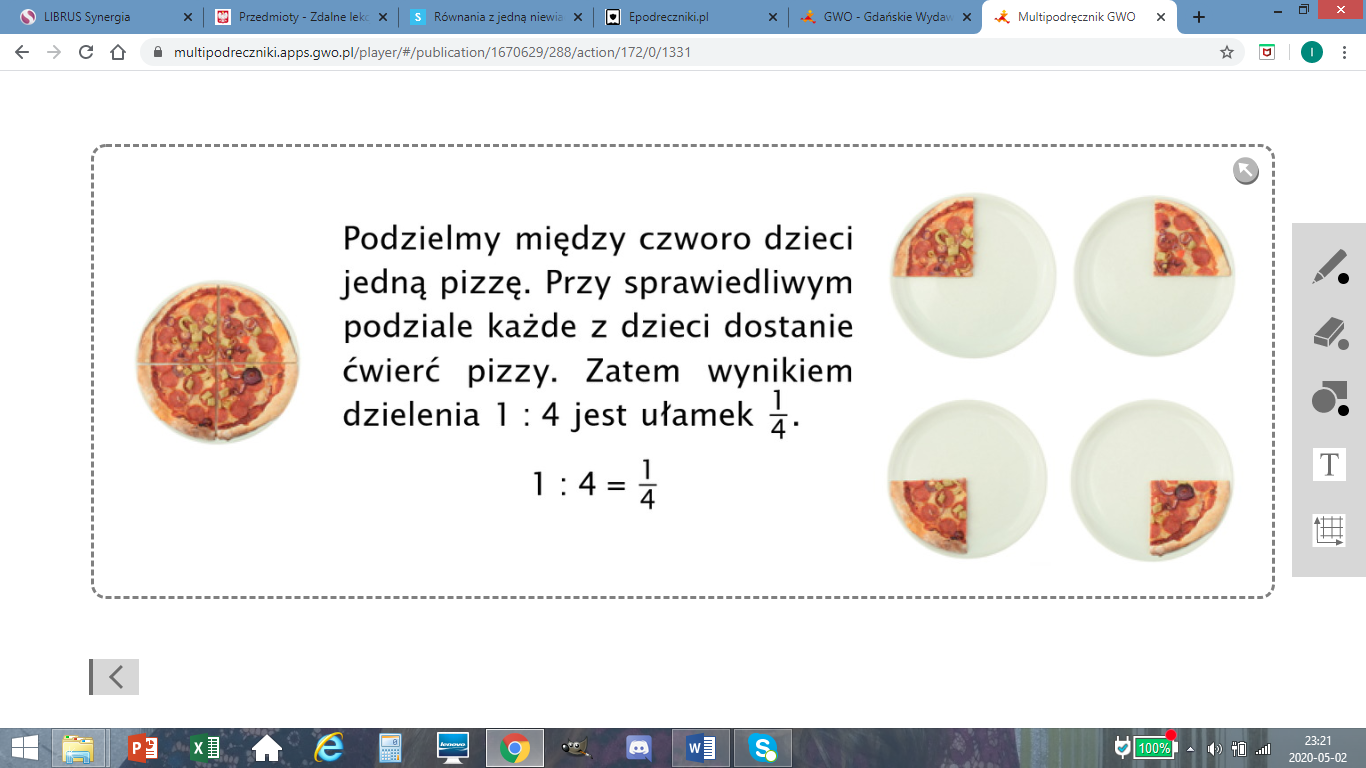 LIBRUS Synergia
Przedmioty - Zdalne lekc
Równania z jedną niewia
Epodreczniki.pl
GWO - Gdańskie Wydaw
Multipodręcznik GWO
multipodreczniki.apps.gwo.pl/player/#/publication/1670629/288/action/172/0/1331
I
Podzielmy między czworo dzieci
jedną pizzę. Przy sprawiedliwym
podziale każde z dzieci dostanie
ćwierć pizzy. Zatem wynikiem
dzielenia 1 : 4 jest ułamek 1/4.
1 : 4 = 1/4
T
lenovo
100%
23:21
2020-05-02